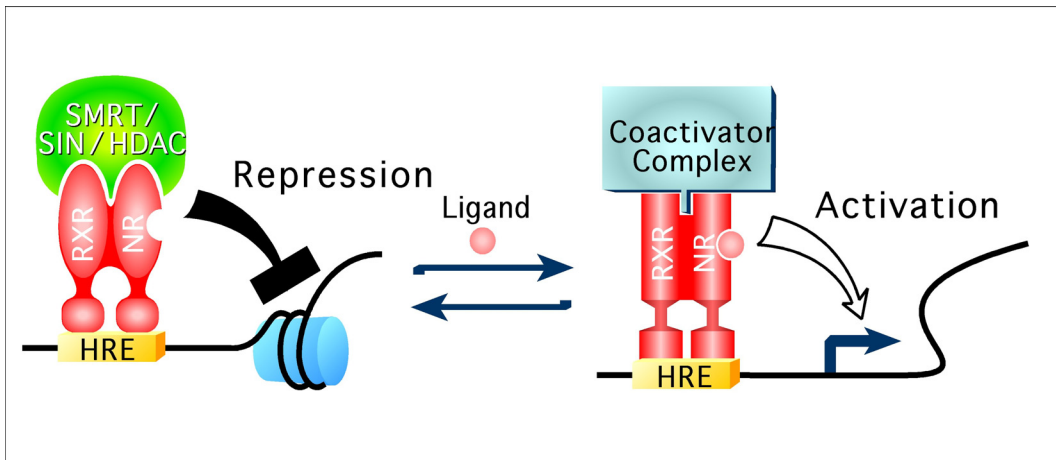 SMRT/
SIN/HDAC
RXR
NR
HRE
Repression
Ligand
Coactivator
Complex
RXR
NR
HRE
Activation